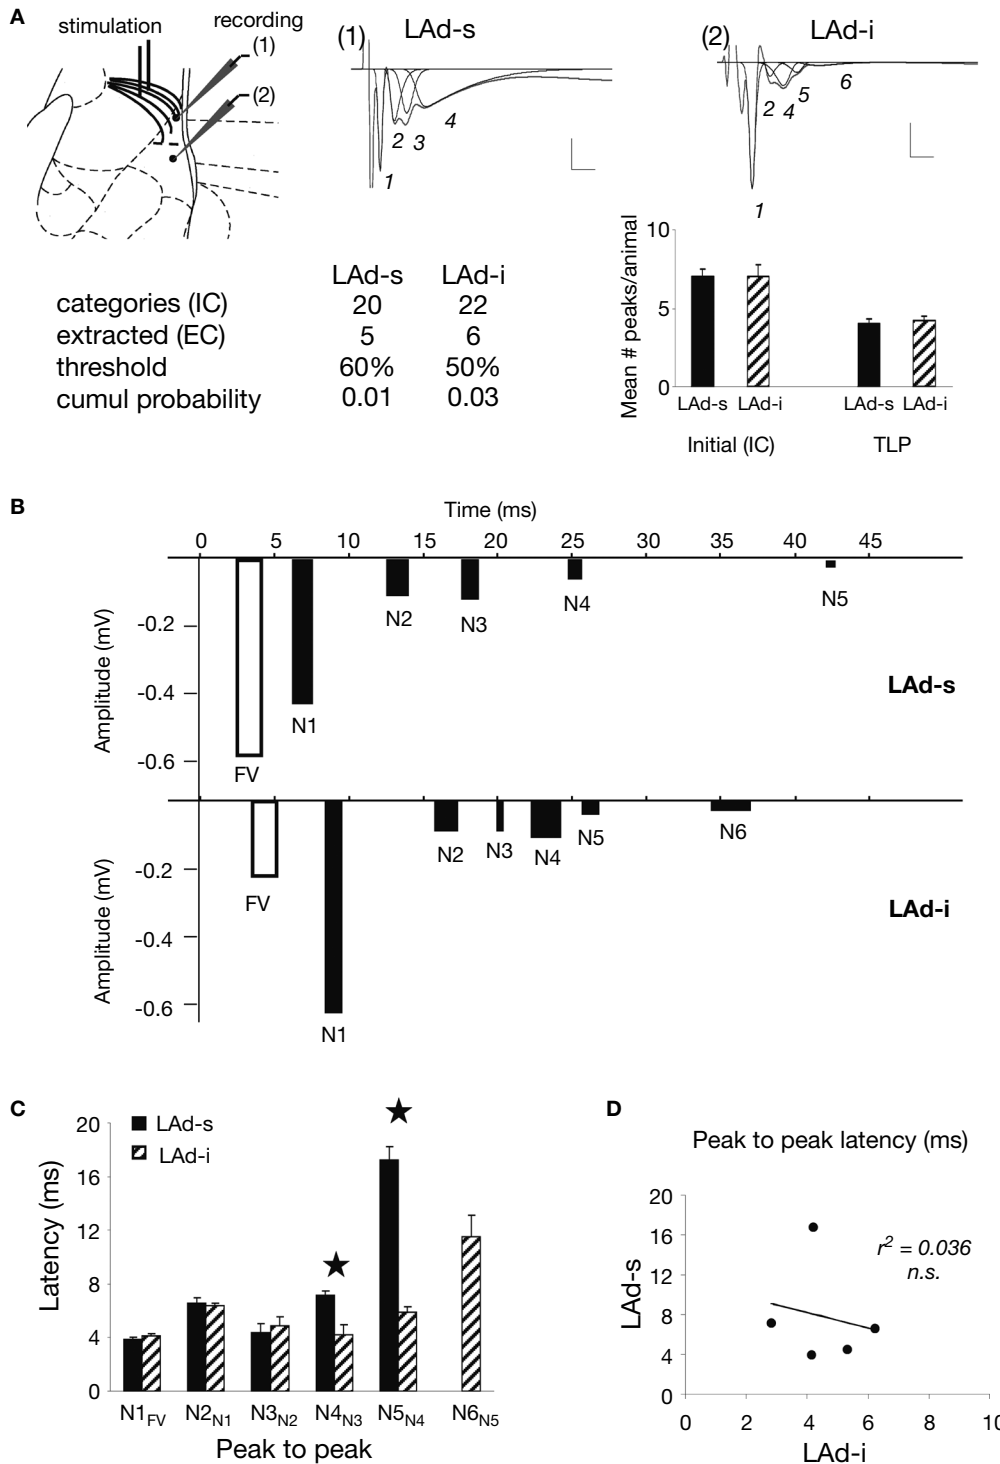 A
stimulation
recording
(1)
(2)
(1)
LAd-s
1
2
3
4
(2)
LAd-i
1
2
4
5
6
LAd-s LAd-i
categories (IC) 20 22
extracted (EC) 5 6
threshold 60% 50%
cumul probability 0.01 0.03
Mean # peaks/animal
10
5
0
LAd-s LAd-i LAd-s LAd-i
Initial (IC) TLP
B
Time (ms)
0 5 10 15 20 25 30 35 40 45
Amplitude (mV)
-0.2
-0.4
-0.6
FV
N1
N2
N3
N4
N5
LAd-s
Amplitude (mV)
-0.2
-0.4
-0.6
FV
N1
N2
N3
N4
N5
N6
LAd-i
C
LAd-s
LAd-i
Latency (ms)
20
16
12
8
4
0
N1FV N2N1 N3N2 N4N3 N5N4 N6N5
Peak to peak
D
Peak to peak latency (ms)
LAd-s
20
16
12
8
4
0
r2 = 0.036
n.s.
0 2 4 6 8 10
LAd-i